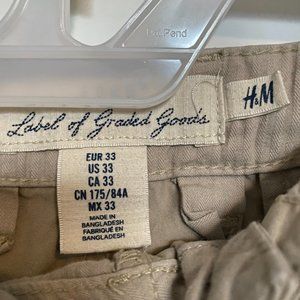 Label of Graded Goods
H&M
EUR 33
US 33
CA 33
CN 175/84A
MX 33
MADE IN
BANGLADESH
FABRIQUÉ EN
BANGLADESH